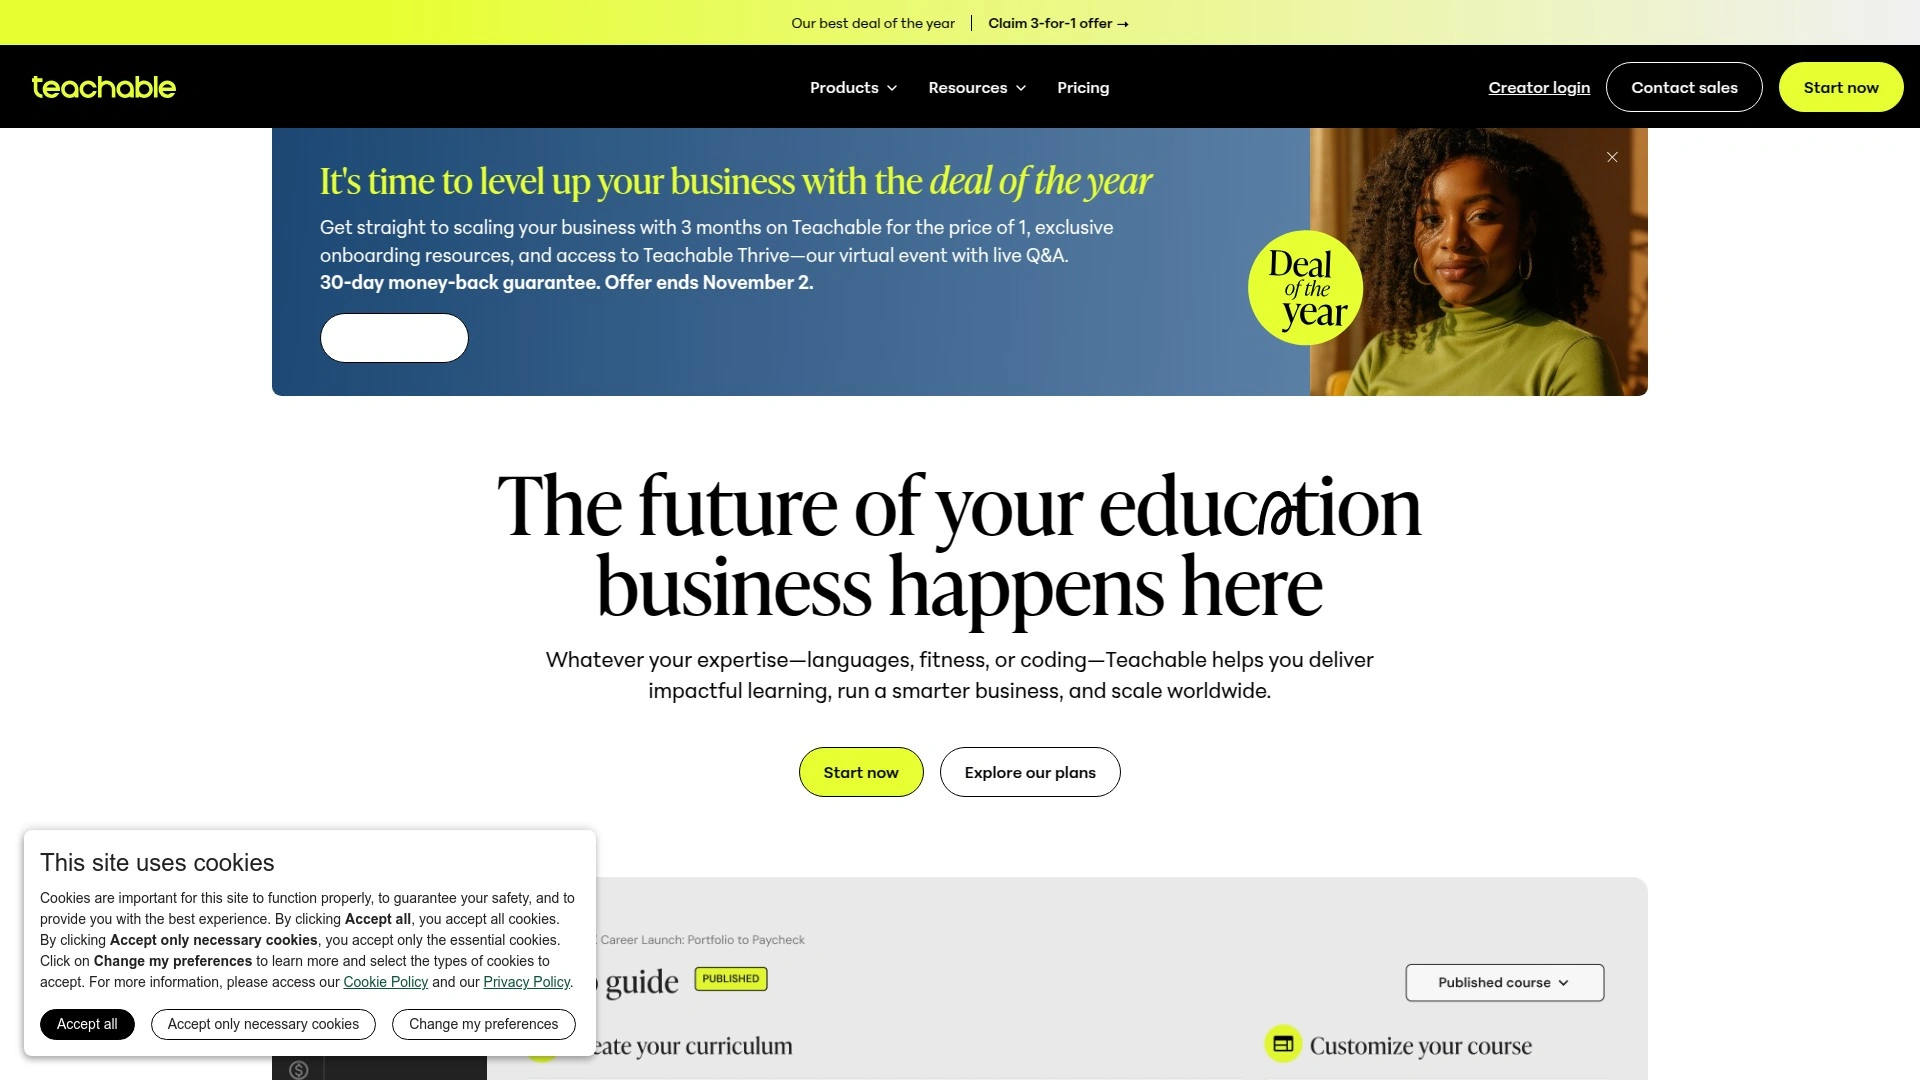 Our best deal of the year
Claim 3-for-1 offer →
teachable
Products
Resources
Pricing
Creator login
Contact sales
Start now
It's time to level up your business with the deal of the year
Get straight to scaling your business with 3 months on Teachable for the price of 1, exclusive
onboarding resources, and access to Teachable Thrive—our virtual event with live Q&A.
30-day money-back guarantee. Offer ends November 2.
Deal
of the
year
The future of your education
business happens here
Whatever your expertise—languages, fitness, or coding—Teachable helps you deliver
impactful learning, run a smarter business, and scale worldwide.
Start now
Explore our plans
This site uses cookies
Cookies are important for this site to function properly, to guarantee your safety, and to
provide you with the best experience. By clicking Accept all, you accept all cookies.
By clicking Accept only necessary cookies, you accept only the essential cookies.
Click on Change my preferences to learn more and select the types of cookies to
accept. For more information, please access our Cookie Policy and our Privacy Policy.
Accept all
Accept only necessary cookies
Change my preferences
Career Launch: Portfolio to Paycheck
guide
PUBLISHED
Published course
eate your curriculum
Customize your course